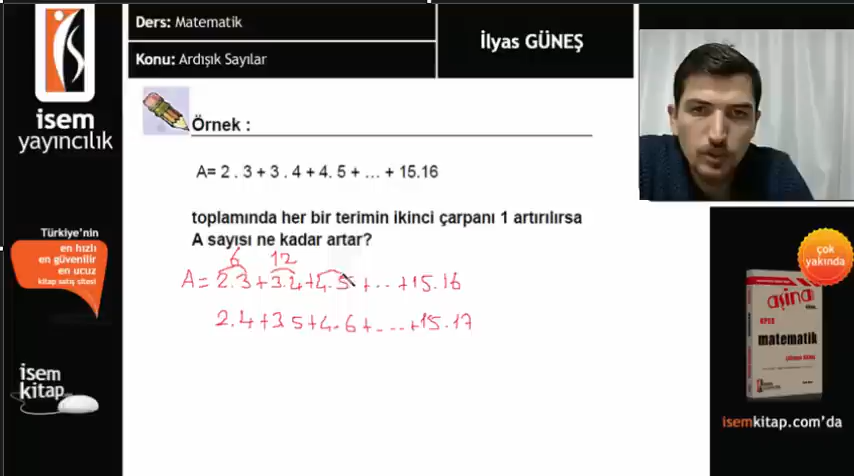 Ders: Matematik
Konu: Ardışık Sayılar
İlyas GÜNEŞ
isem
yayıncılık
Örnek :
A= 2 . 3 + 3 . 4 + 4. 5 + ... + 15.16
toplamında her bir terimin ikinci çarpanı 1 artırılırsa
A sayısı ne kadar artar?
6 12
A= 2.3+3.4+4.5+...+15.16
2.4+3.5+4.6+....+15.17
Türkiye'nin
en hızlı
en güvenilir
en ucuz
kitap satış sitesi
isem
kitap
çok
yakında
aşina
KPSS
matematik
isemkitap.com'da